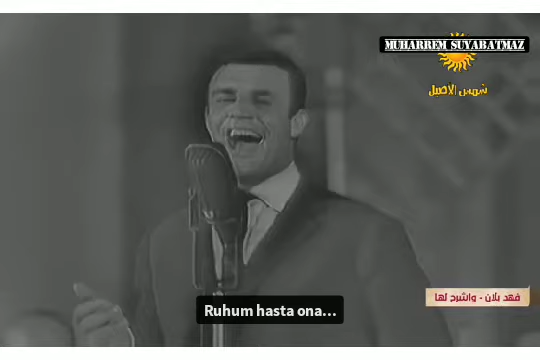 MUHARREM SUYABATMAZ
شمس الأصيل
فهد بلان - واشرح لها
Ruhum hasta ona...